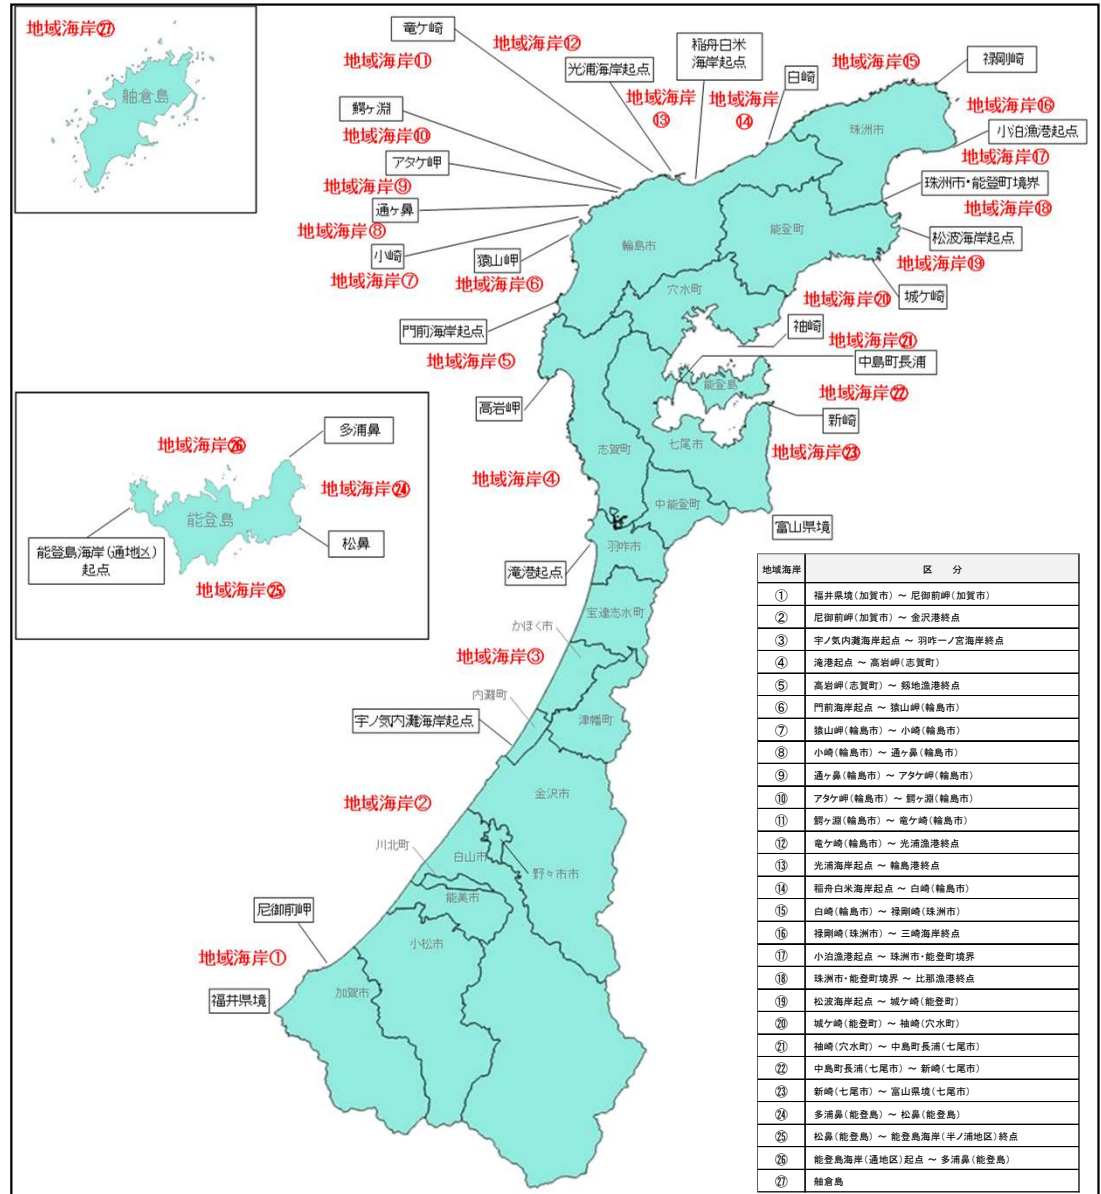 地域海岸㉗
舳倉島
竜ケ崎
地域海岸⑫
地域海岸⑪
光浦海岸起点
稲舟白米
海岸起点
地域海岸
⑬
地域海岸
⑭
白崎
地域海岸⑮
禄剛崎
地域海岸⑯
珠洲市
小泊漁港起点
地域海岸⑰
鰐ヶ淵
地域海岸⑩
アタケ岬
地域海岸⑨
通ヶ鼻
地域海岸⑧
小崎
地域海岸⑦
猿山岬
地域海岸⑥
珠洲市・能登町境界
地域海岸⑱
松波海岸起点
地域海岸⑲
城ケ崎
地域海岸⑳
輪島市
能登町
穴水町
門前海岸起点
地域海岸⑤
袖崎
地域海岸㉑
中島町長浦
能登島
地域海岸㉒
新崎
高岩岬
志賀町
七尾市
地域海岸㉓
地域海岸④
中能登町
富山県境
羽咋市
滝港起点
多浦鼻
地域海岸㉖
地域海岸㉔
能登島
松鼻
能登島海岸(通地区)
起点
地域海岸㉕
宝達志水町
かほく市
地域海岸③
内灘町
津幡町
宇ノ気内灘海岸起点
金沢市
地域海岸②
川北町
白山市
野々市市
能美市
尼御前岬
小松市
地域海岸①
加賀市
福井県境
地域海岸 区 分
① 福井県境(加賀市) ～ 尼御前岬(加賀市)
② 尼御前岬(加賀市) ～ 金沢港終点
③ 宇ノ気内灘海岸起点 ～ 羽咋一ノ宮海岸終点
④ 滝港起点 ～ 高岩岬(志賀町)
⑤ 高岩岬(志賀町) ～ 剱地漁港終点
⑥ 門前海岸起点 ～ 猿山岬(輪島市)
⑦ 猿山岬(輪島市) ～ 小崎(輪島市)
⑧ 小崎(輪島市) ～ 通ヶ鼻(輪島市)
⑨ 通ヶ鼻(輪島市) ～ アタケ岬(輪島市)
⑩ アタケ岬(輪島市) ～ 鰐ヶ淵(輪島市)
⑪ 鰐ヶ淵(輪島市) ～ 竜ケ崎(輪島市)
⑫ 竜ケ崎(輪島市) ～ 光浦漁港終点
⑬ 光浦海岸起点 ～ 輪島港終点
⑭ 稲舟白米海岸起点 ～ 白崎(輪島市)
⑮ 白崎(輪島市) ～ 禄剛崎(珠洲市)
⑯ 禄剛崎(珠洲市) ～ 三崎海岸終点
⑰ 小泊漁港起点 ～ 珠洲市・能登町境界
⑱ 珠洲市・能登町境界 ～ 比那漁港終点
⑲ 松波海岸起点 ～ 城ケ崎(能登町)
⑳ 城ケ崎(能登町) ～ 袖崎(穴水町)
㉑ 袖崎(穴水町) ～ 中島町長浦(七尾市)
㉒ 中島町長浦(七尾市) ～ 新崎(七尾市)
㉓ 新崎(七尾市) ～ 富山県境(七尾市)
㉔ 多浦鼻(能登島) ～ 松鼻(能登島)
㉕ 松鼻(能登島) ～ 能登島海岸(半ノ浦地区)終点
㉖ 能登島海岸(通地区)起点 ～ 多浦鼻(能登島)
㉗ 舳倉島